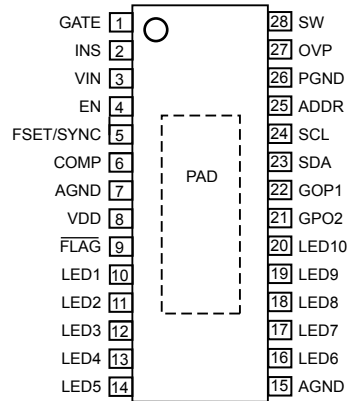 GATE 1 28 SW
INS 2 27 OVP
VIN 3 26 PGND
EN 4 25 ADDR
FSET/SYNC 5 24 SCL
COMP 6 23 SDA
PAD
AGND 7 22 GOP1
VDD 8 21 GPO2
FLAG 9 20 LED10
LED1 10 19 LED9
LED2 11 18 LED8
LED3 12 17 LED7
LED4 13 16 LED6
LED5 14 15 AGND